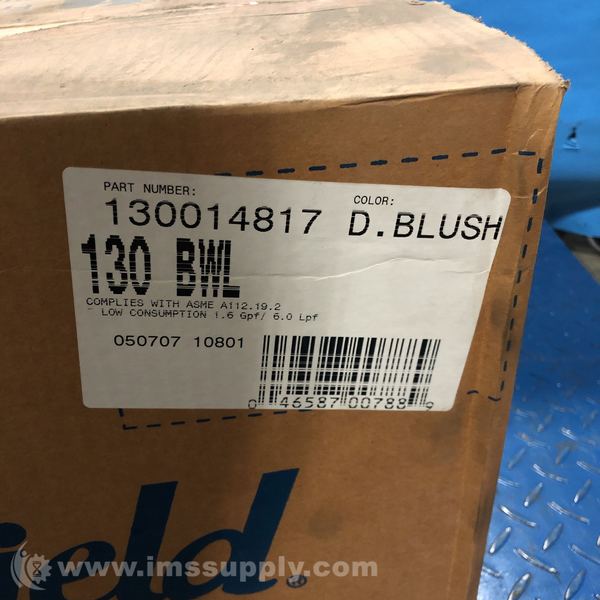 PART NUMBER: COLOR:
130014817 D.BLUSH
130 BWL
COMPLIES WITH ASME A112.19.2
LOW CONSUMPTION 1.6 Gpf/ 6.0 Lpf
050707 10801
0 46587 00788 9
ield®
www.imssupply.com